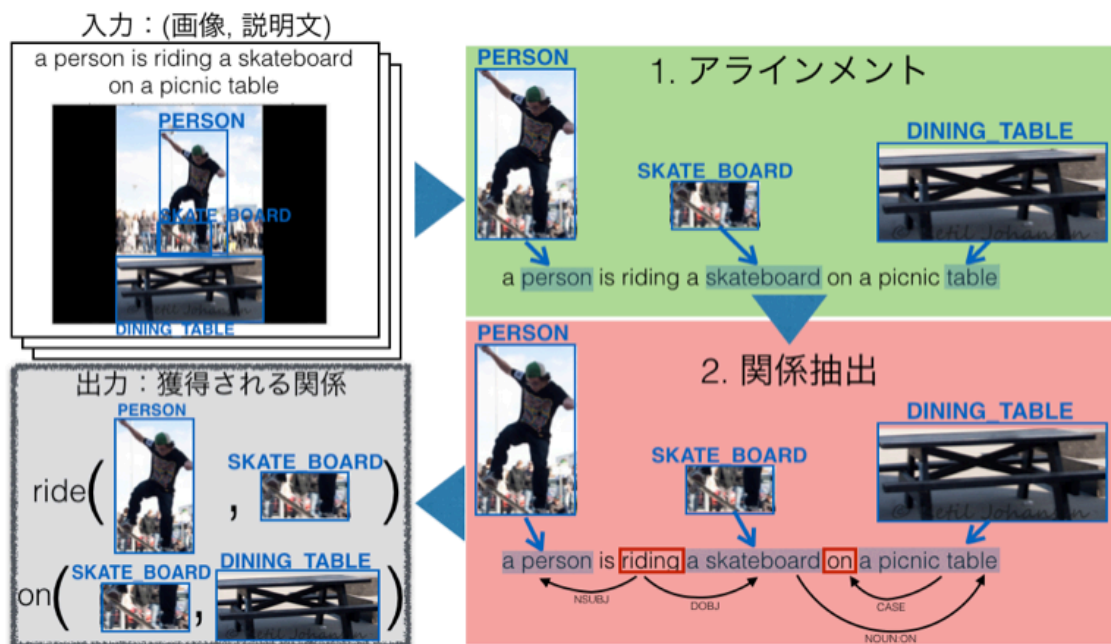 入力：(画像, 説明文)
a person is riding a skateboard
on a picnic table
PERSON
SKATE_BOARD
DINING_TABLE
1. アラインメント
PERSON
SKATE_BOARD
DINING_TABLE
a person is riding a skateboard on a picnic table
2. 関係抽出
PERSON
SKATE_BOARD
DINING_TABLE
a person is riding a skateboard on a picnic table
NSUBJ
DOBJ
CASE
NOUN:ON
出力：獲得される関係
PERSON
SKATE_BOARD
ride( , )
SKATE_BOARD
DINING_TABLE
on( , )